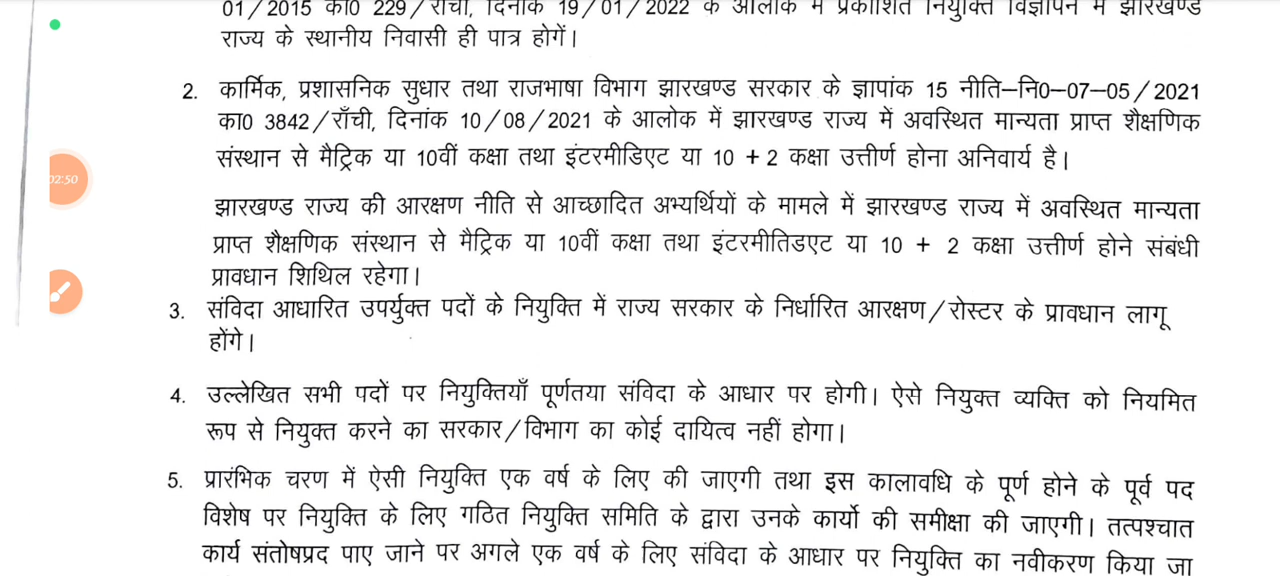 01/2015 का0 229/राँची, दिनांक 19/01/2022 के आलोक में प्रकाशित नियुक्ति विज्ञापन में झारखण्ड
राज्य के स्थानीय निवासी ही पात्र होगें।
2. कार्मिक, प्रशासनिक सुधार तथा राजभाषा विभाग झारखण्ड सरकार के ज्ञापांक 15 नीति–नि0–07–05/2021
का0 3842/राँची, दिनांक 10/08/2021 के आलोक में झारखण्ड राज्य में अवस्थित मान्यता प्राप्त शैक्षणिक
संस्थान से मैट्रिक या 10वीं कक्षा तथा इंटरमीडिएट या 10 +2 कक्षा उत्तीर्ण होना अनिवार्य है।
02:50
झारखण्ड राज्य की आरक्षण नीति से आच्छादित अभ्यर्थियों के मामले में झारखण्ड राज्य में अवस्थित मान्यता
प्राप्त शैक्षणिक संस्थान से मैट्रिक या 10वीं कक्षा तथा इंटरमीतिडएट या 10 + 2 कक्षा उत्तीर्ण होने संबंधी
प्रावधान शिथिल रहेगा।
3. संविदा आधारित उपर्युक्त पदों के नियुक्ति में राज्य सरकार के निर्धारित आरक्षण/रोस्टर के प्रावधान लागू
होंगे।
4. उल्लेखित सभी पदों पर नियुक्तियाँ पूर्णतया संविदा के आधार पर होगी। ऐसे नियुक्त व्यक्ति को नियमित
रूप से नियुक्त करने का सरकार/विभाग का कोई दायित्व नहीं होगा।
5. प्रारंभिक चरण में ऐसी नियुक्ति एक वर्ष के लिए की जाएगी तथा इस कालावधि के पूर्ण होने के पूर्व पद
विशेष पर नियुक्ति के लिए गठित नियुक्ति समिति के द्वारा उनके कार्यो की समीक्षा की जाएगी। तत्पश्चात
कार्य संतोषप्रद पाए जाने पर अगले एक वर्ष के लिए संविदा के आधार पर नियुक्ति का नवीकरण किया जा